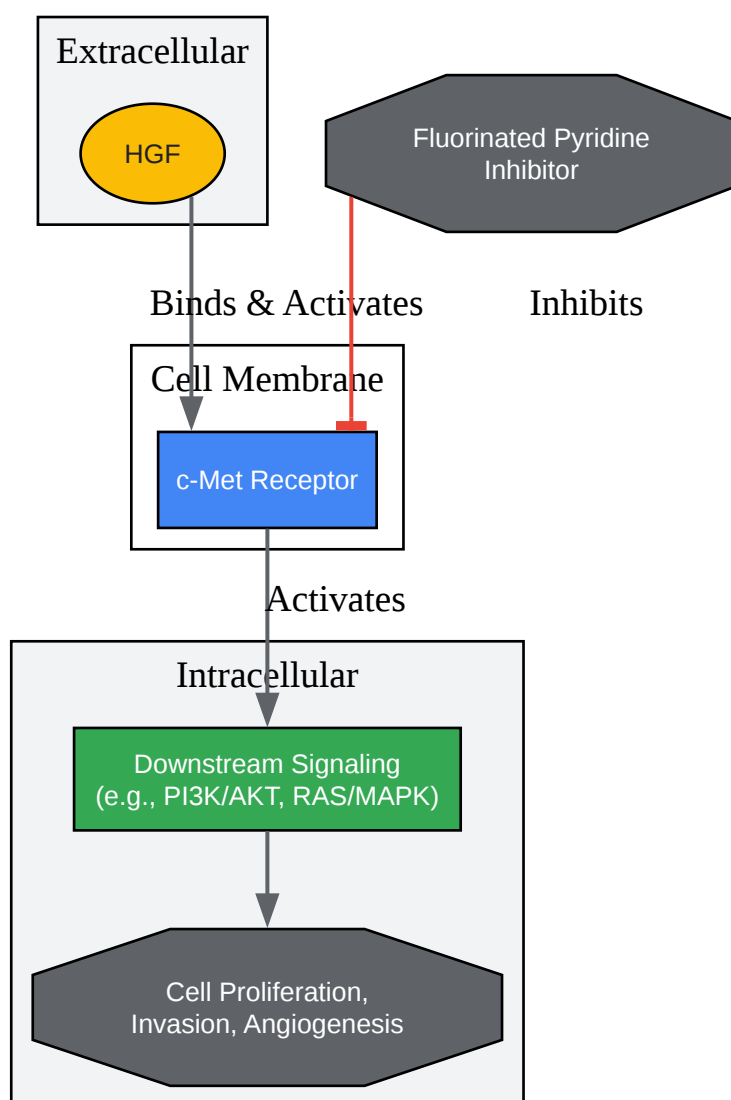 Extracellular
HGF
Fluorinated Pyridine
Inhibitor
Binds & Activates
Inhibits
Cell Membrane
c-Met Receptor
Activates
Intracellular
Downstream Signaling
(e.g., PI3K/AKT, RAS/MAPK)
Cell Proliferation,
Invasion, Angiogenesis